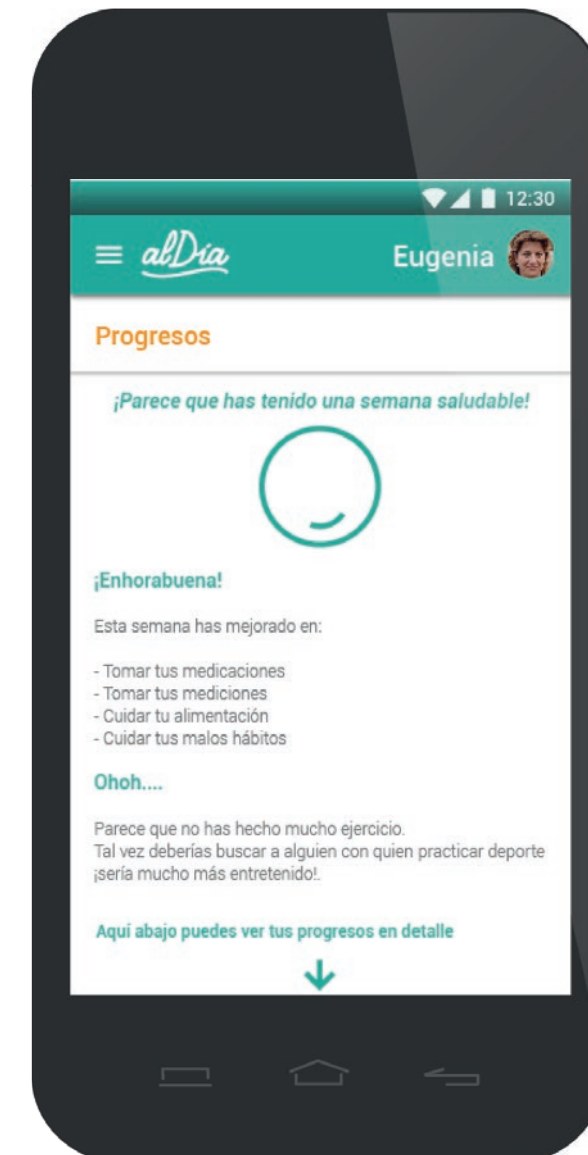 12:30
alDía
Eugenia
Progresos
¡Parece que has tenido una semana saludable!
¡Enhorabuena!
Esta semana has mejorado en:
- Tomar tus medicaciones
- Tomar tus mediciones
- Cuidar tu alimentación
- Cuidar tus malos hábitos
Ohoh....
Parece que no has hecho mucho ejercicio.
Tal vez deberías buscar a alguien con quien practicar deporte
¡sería mucho más entretenido!.
Aquí abajo puedes ver tus progresos en detalle